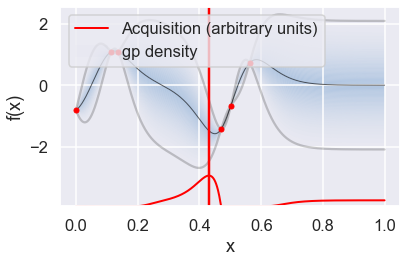 Acquisition (arbitrary units)
gp density
f(x)
2
0
−2
0.0 0.2 0.4 0.6 0.8 1.0
x